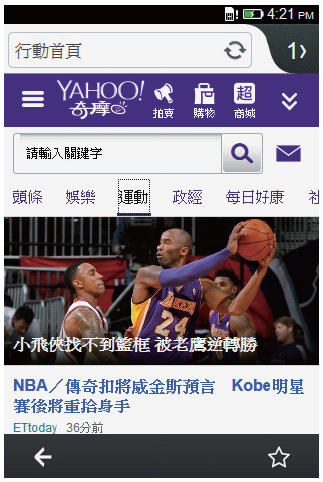 4:21 PM
行動首頁
1
YAHOO!
奇摩
拍賣
購物
超
商城
請輸入關鍵字
頭條 娛樂 運動 政經 每日好康 社
24
小飛俠找不到籃框 被老鷹逆轉勝
NBA／傳奇扣將威金斯預言 Kobe明星
賽後將重拾身手
ETtoday 36分前